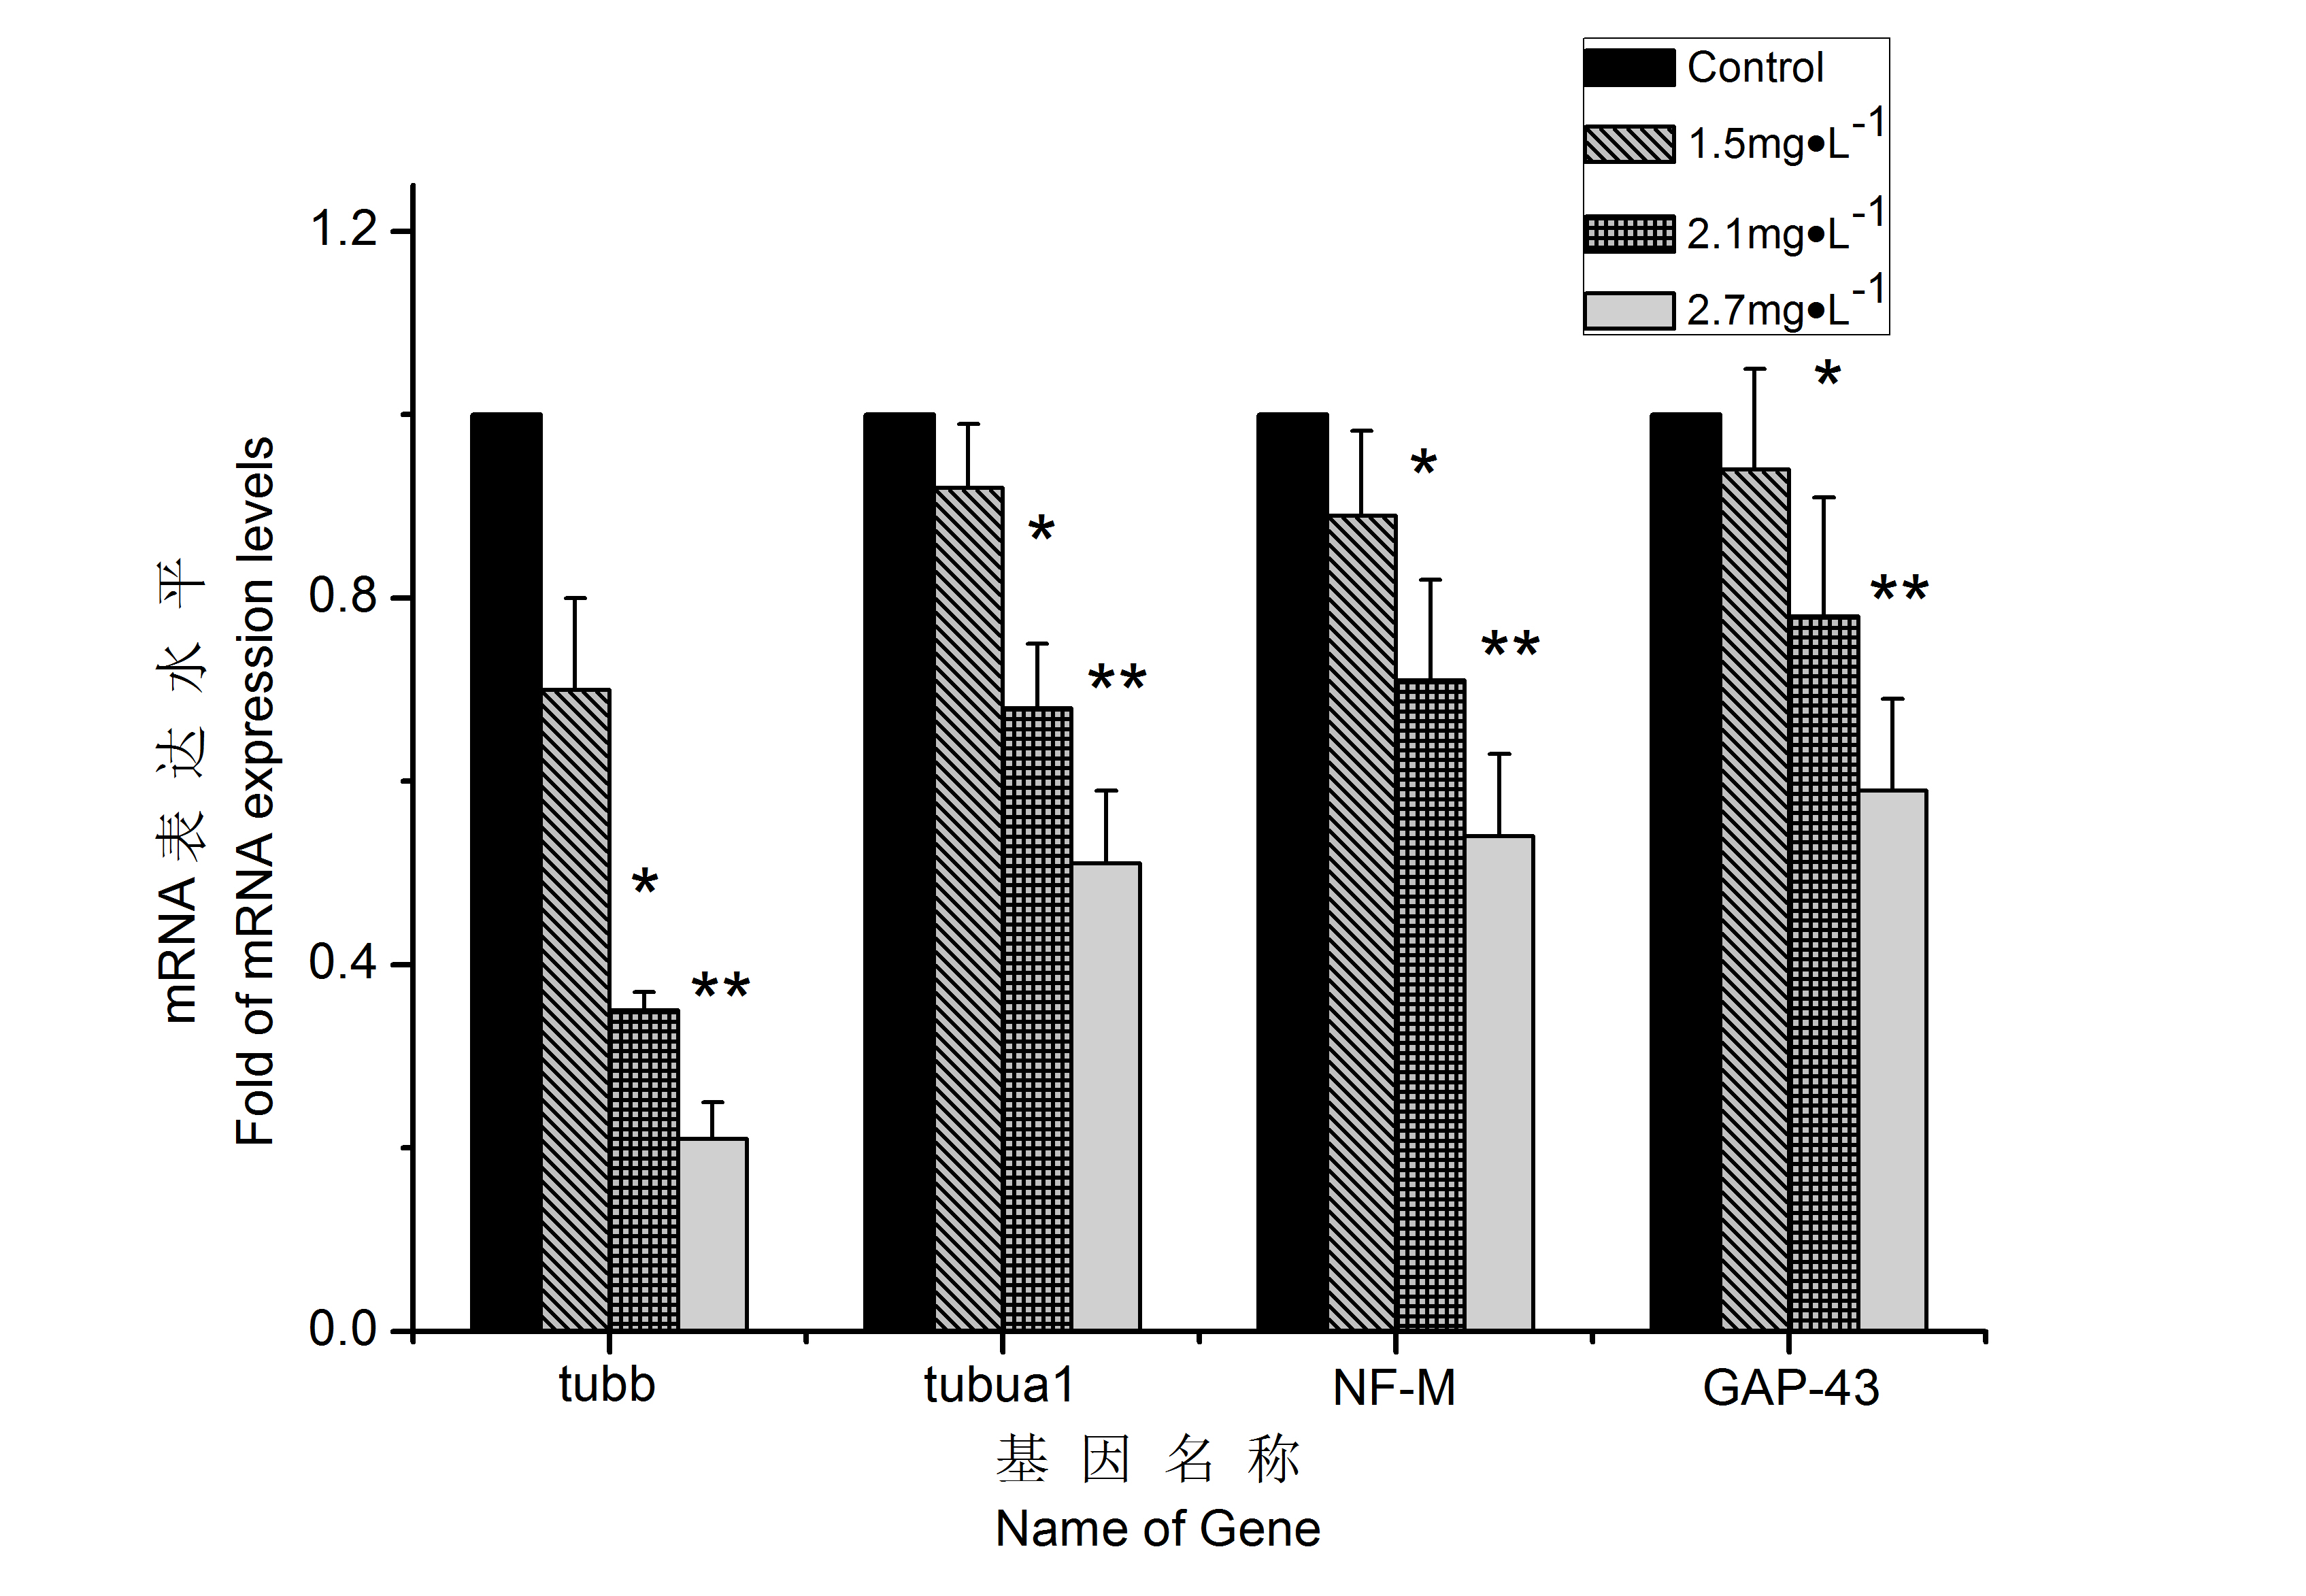 Control
1.5mg●L-1
2.1mg●L-1
2.7mg●L-1
1.2
0.8
0.4
0.0
mRNA 表 达 水 平
Fold of mRNA expression levels
*
**
*
**
*
**
*
**
tubb
tubua1
NF-M
GAP-43
基 因 名 称
Name of Gene